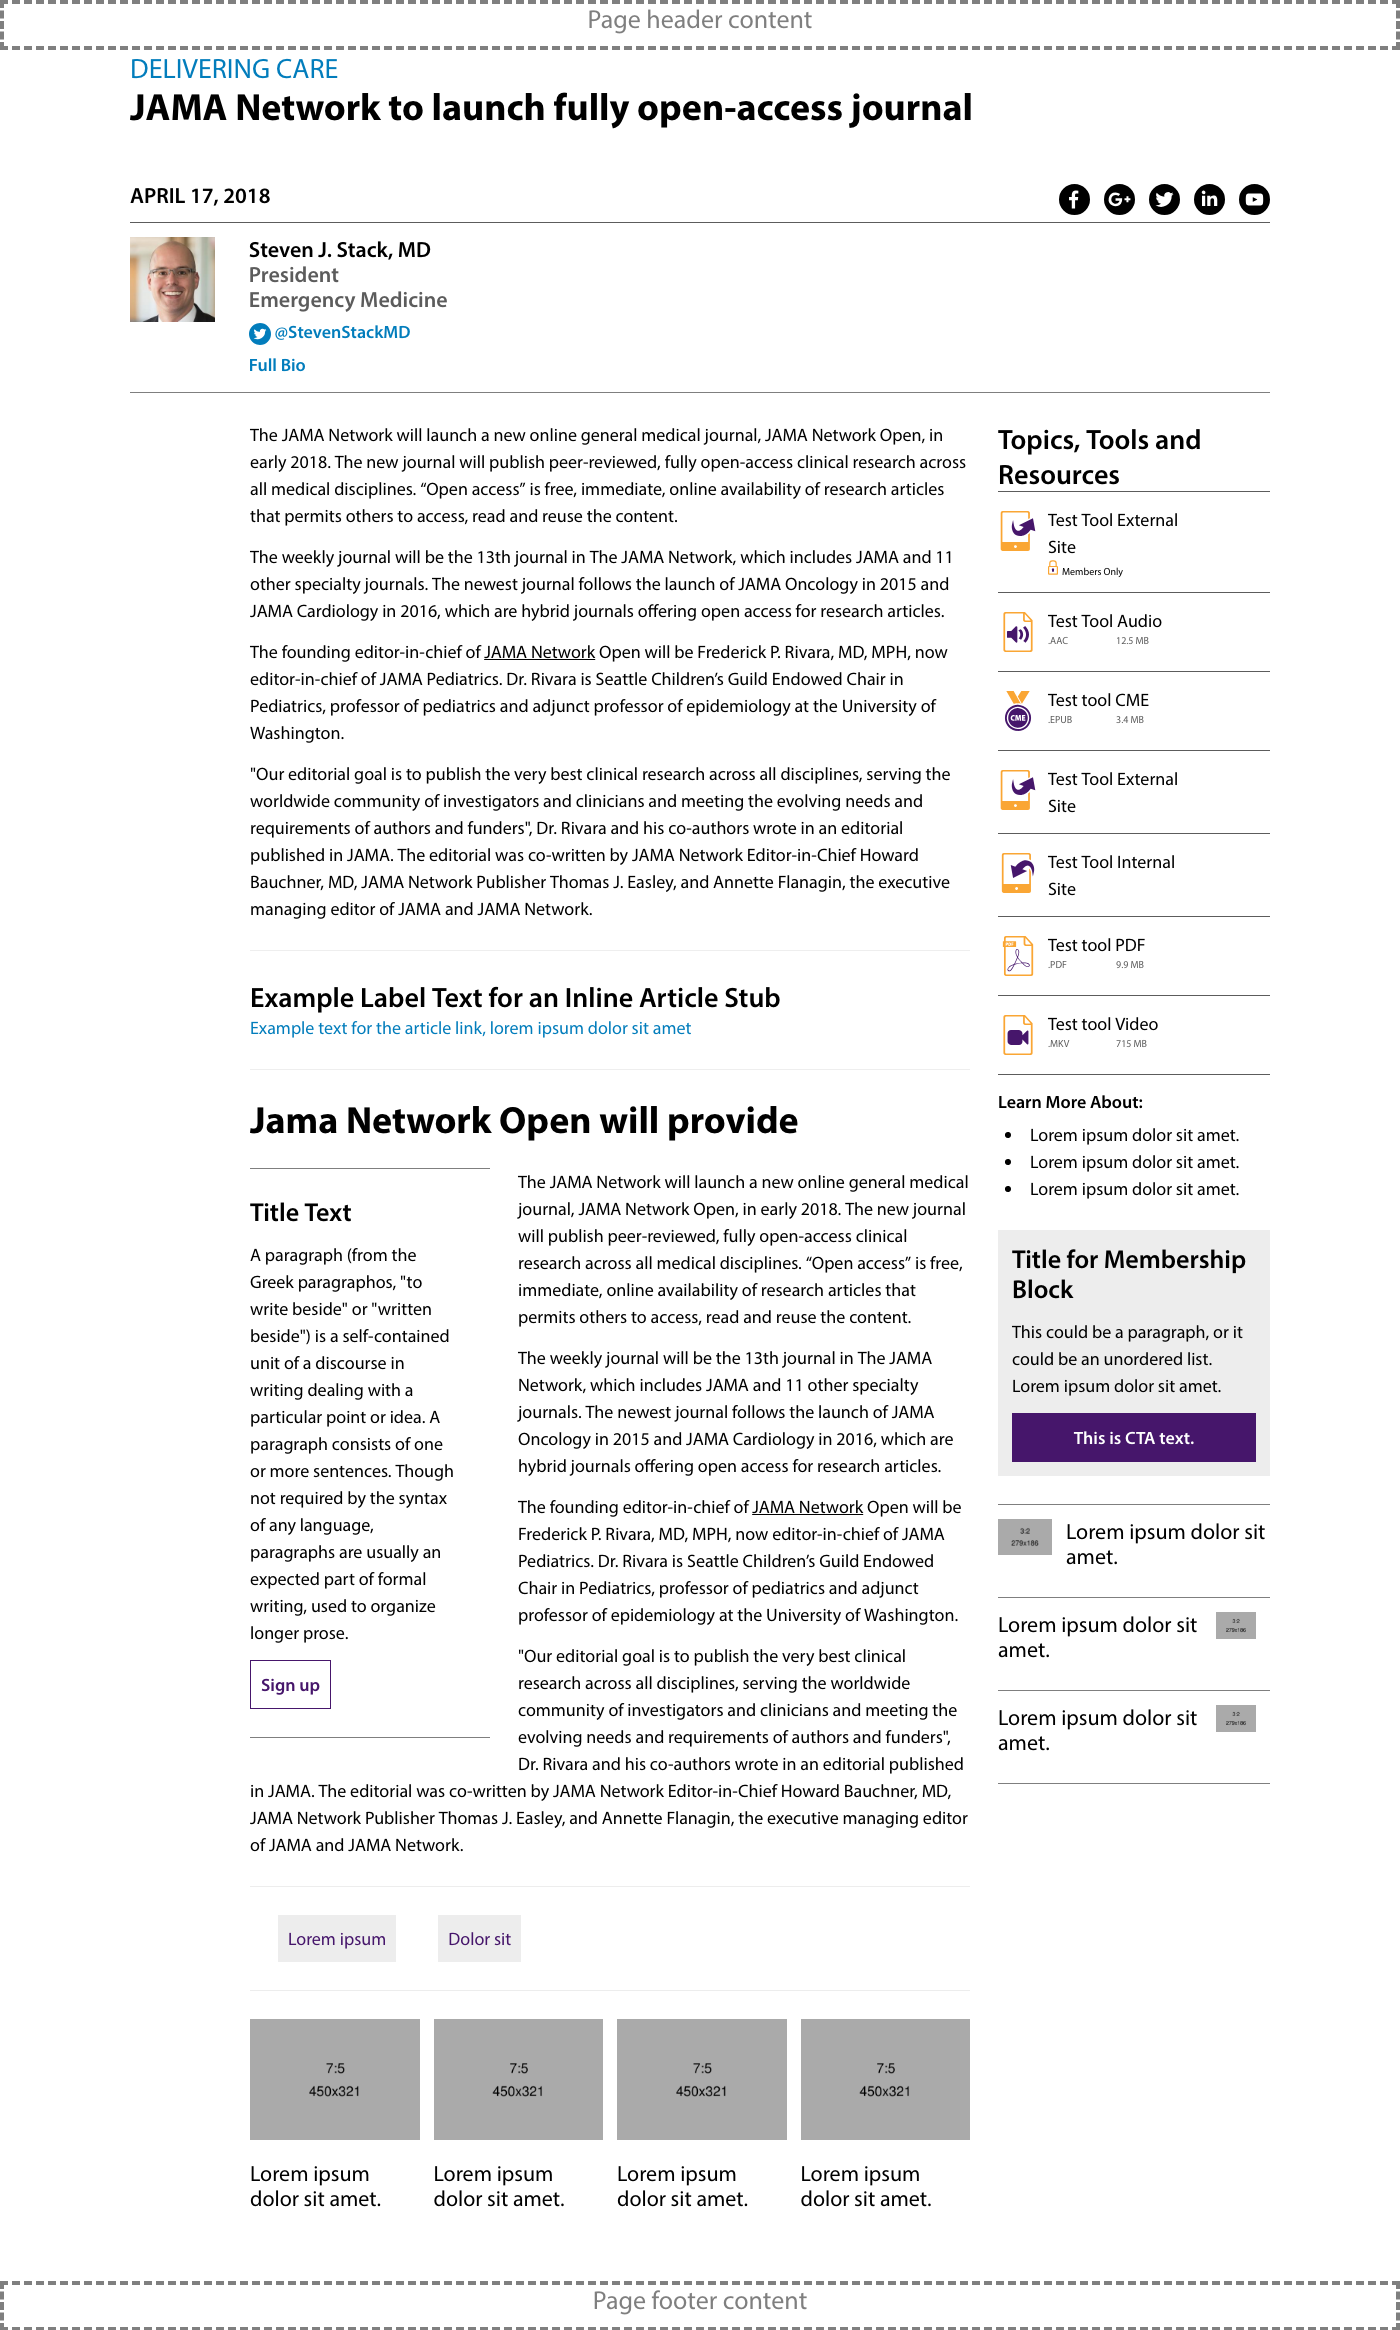 Page header content
DELIVERING CARE
JAMA Network to launch fully open-access journal
APRIL 17, 2018
Steven J. Stack, MD
President
Emergency Medicine
@StevenStackMD
Full Bio
The JAMA Network will launch a new online general medical journal, JAMA Network Open, in
early 2018. The new journal will publish peer-reviewed, fully open-access clinical research across
all medical disciplines. “Open access” is free, immediate, online availability of research articles
that permits others to access, read and reuse the content.
The weekly journal will be the 13th journal in The JAMA Network, which includes JAMA and 11
other specialty journals. The newest journal follows the launch of JAMA Oncology in 2015 and
JAMA Cardiology in 2016, which are hybrid journals offering open access for research articles.
The founding editor-in-chief of JAMA Network Open will be Frederick P. Rivara, MD, MPH, now
editor-in-chief of JAMA Pediatrics. Dr. Rivara is Seattle Children’s Guild Endowed Chair in
Pediatrics, professor of pediatrics and adjunct professor of epidemiology at the University of
Washington.
"Our editorial goal is to publish the very best clinical research across all disciplines, serving the
worldwide community of investigators and clinicians and meeting the evolving needs and
requirements of authors and funders", Dr. Rivara and his co-authors wrote in an editorial
published in JAMA. The editorial was co-written by JAMA Network Editor-in-Chief Howard
Bauchner, MD, JAMA Network Publisher Thomas J. Easley, and Annette Flanagin, the executive
managing editor of JAMA and JAMA Network.
Example Label Text for an Inline Article Stub
Example text for the article link, lorem ipsum dolor sit amet
Jama Network Open will provide
Title Text
A paragraph (from the
Greek paragraphos, "to
write beside" or "written
beside") is a self-contained
unit of a discourse in
writing dealing with a
particular point or idea. A
paragraph consists of one
or more sentences. Though
not required by the syntax
of any language,
paragraphs are usually an
expected part of formal
writing, used to organize
longer prose.
Sign up
The JAMA Network will launch a new online general medical
journal, JAMA Network Open, in early 2018. The new journal
will publish peer-reviewed, fully open-access clinical
research across all medical disciplines. “Open access” is free,
immediate, online availability of research articles that
permits others to access, read and reuse the content.
The weekly journal will be the 13th journal in The JAMA
Network, which includes JAMA and 11 other specialty
journals. The newest journal follows the launch of JAMA
Oncology in 2015 and JAMA Cardiology in 2016, which are
hybrid journals offering open access for research articles.
The founding editor-in-chief of JAMA Network Open will be
Frederick P. Rivara, MD, MPH, now editor-in-chief of JAMA
Pediatrics. Dr. Rivara is Seattle Children’s Guild Endowed
Chair in Pediatrics, professor of pediatrics and adjunct
professor of epidemiology at the University of Washington.
"Our editorial goal is to publish the very best clinical
research across all disciplines, serving the worldwide
community of investigators and clinicians and meeting the
evolving needs and requirements of authors and funders",
Dr. Rivara and his co-authors wrote in an editorial published
in JAMA. The editorial was co-written by JAMA Network Editor-in-Chief Howard Bauchner, MD,
JAMA Network Publisher Thomas J. Easley, and Annette Flanagin, the executive managing editor
of JAMA and JAMA Network.
Lorem ipsum
Dolor sit
7:5
450x321
Lorem ipsum
dolor sit amet.
7:5
450x321
Lorem ipsum
dolor sit amet.
7:5
450x321
Lorem ipsum
dolor sit amet.
7:5
450x321
Lorem ipsum
dolor sit amet.
Topics, Tools and
Resources
Test Tool External
Site
Members Only
Test Tool Audio
.AAC 12.5 MB
CME
Test tool CME
.EPUB 3.4 MB
Test Tool External
Site
Test Tool Internal
Site
PDF
Test tool PDF
.PDF 9.9 MB
Test tool Video
.MKV 715 MB
Learn More About:
• Lorem ipsum dolor sit amet.
• Lorem ipsum dolor sit amet.
• Lorem ipsum dolor sit amet.
Title for Membership
Block
This could be a paragraph, or it
could be an unordered list.
Lorem ipsum dolor sit amet.
This is CTA text.
3:2
279x186
Lorem ipsum dolor sit
amet.
Lorem ipsum dolor sit
amet.
3:2
279x186
Lorem ipsum dolor sit
amet.
3:2
279x186
Page footer content